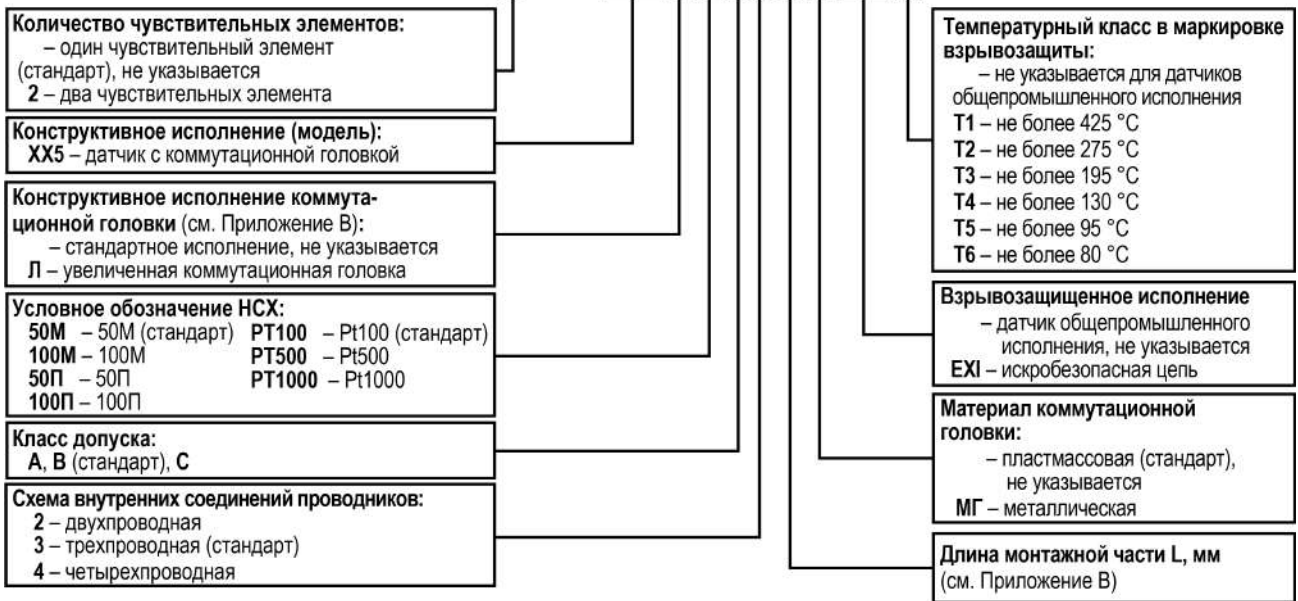 Количество чувствительных элементов:
– один чувствительный элемент
(стандарт), не указывается
2 – два чувствительных элемента
Конструктивное исполнение (модель):
ХХ5 – датчик с коммутационной головкой
Конструктивное исполнение коммута-
ционной головки (см. Приложение В):
– стандартное исполнение, не указывается
Л – увеличенная коммутационная головка
Условное обозначение НСХ:
50М – 50М (стандарт) РТ100 – Pt100 (стандарт)
100М – 100М РТ500 – Pt500
50П – 50П РТ1000 – Pt1000
100П – 100П
Класс допуска:
А, В (стандарт), С
Схема внутренних соединений проводников:
2 – двухпроводная
3 – трехпроводная (стандарт)
4 – четырехпроводная
Температурный класс в маркировке
взрывозащиты:
– не указывается для датчиков
общепромышленного исполнения
Т1 – не более 425 °С
Т2 – не более 275 °С
Т3 – не более 195 °С
Т4 – не более 130 °С
Т5 – не более 95 °С
Т6 – не более 80 °С
Взрывозащищенное исполнение
– датчик общепромышленного
исполнения, не указывается
EXI – искробезопасная цепь
Материал коммутационной
головки:
– пластмассовая (стандарт),
не указывается
МГ – металлическая
Длина монтажной части L, мм
(см. Приложение В)